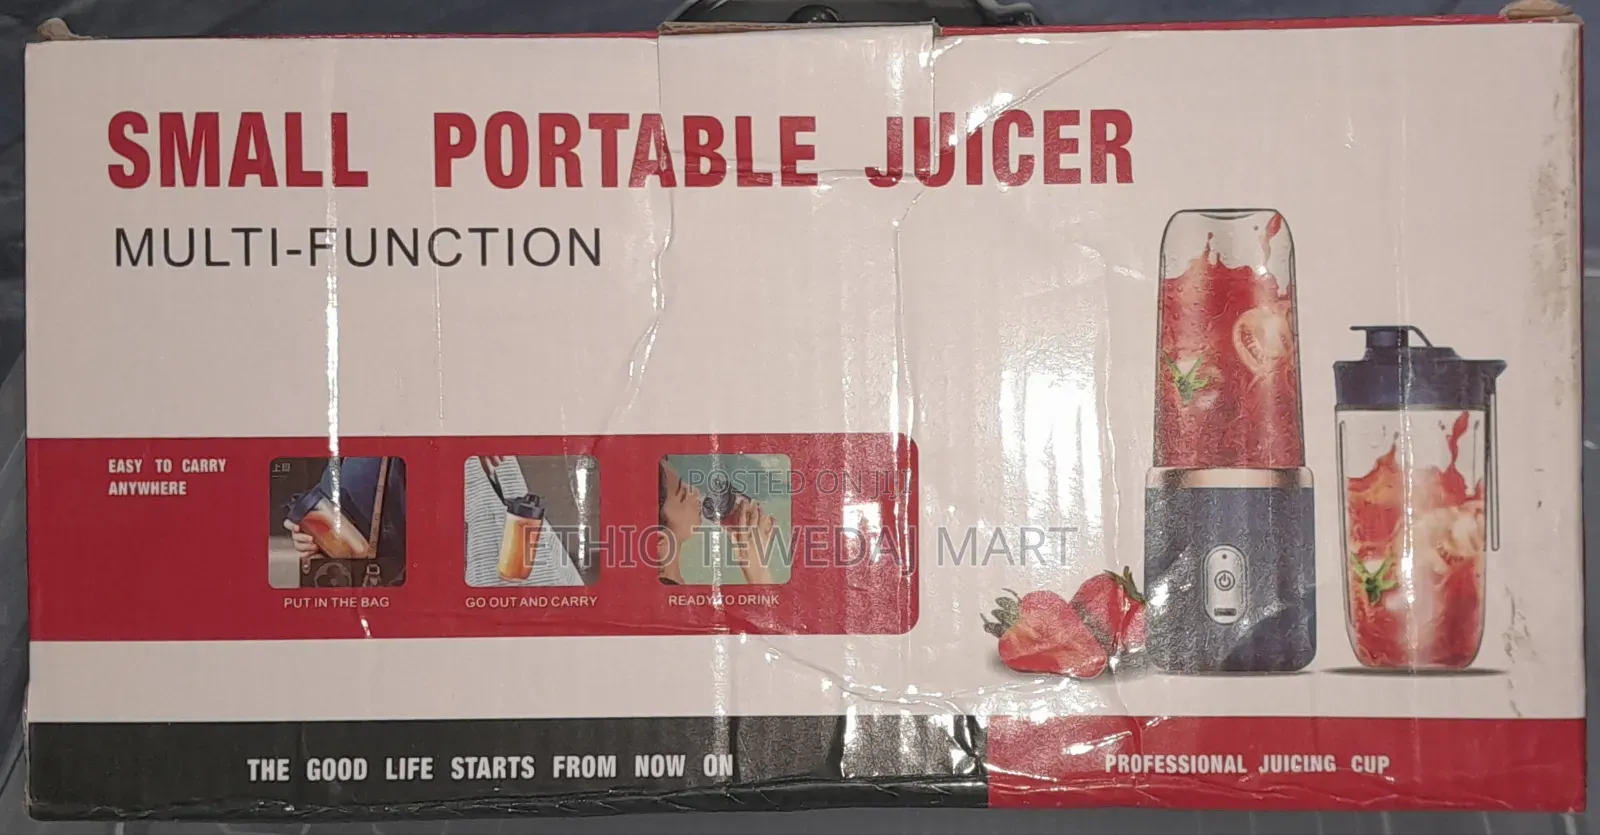 SMALL PORTABLE JUICER
MULTI-FUNCTION
EASY TO CARRY
ANYWHERE
PUT IN THE BAG
GO OUT AND CARRY
READY TO DRINK
POSTED ON JIJI
ETHIO TEWEDAJ MART
THE GOOD LIFE STARTS FROM NOW ON
PROFESSIONAL JUICING CUP